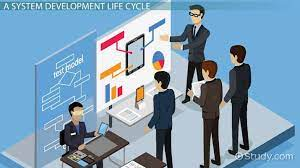 A SYSTEM DEVELOPMENT LIFE CYCLE
test model
Study.com